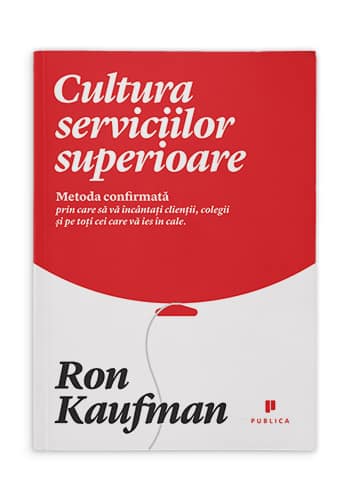 Cultura
serviciilor
superioare
Metoda confirmată
prin care să vă încântați clienții, colegii
și pe toți cei care vă ies în cale.
Ron
Kaufman
PUBLICA